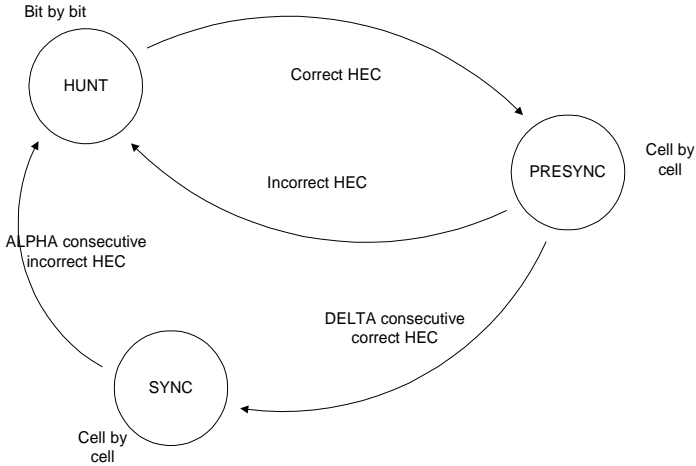 Bit by bit
HUNT
Correct HEC
PRESYNC
Cell by
cell
Incorrect HEC
ALPHA consecutive
incorrect HEC
DELTA consecutive
correct HEC
SYNC
Cell by
cell